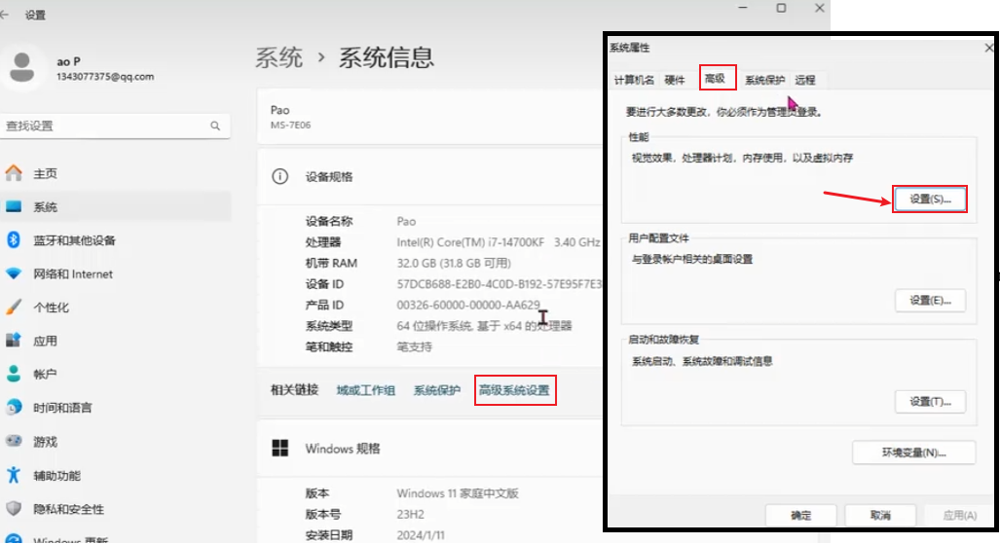 设置
ao P
1343077375@qq.com
查找设置
主页
系统
蓝牙和其他设备
网络和 Internet
个性化
应用
帐户
时间和语言
游戏
辅助功能
隐私和安全性
Windows 更新
系统 › 系统信息
Pao
MS-7E06
设备规格
设备名称 Pao
处理器 Intel(R) Core(TM) i7-14700KF 3.40 GHz
机带 RAM 32.0 GB (31.8 GB 可用)
设备 ID 57DCB688-E2B0-4C0D-B192-57E95F7E3
产品 ID 00326-60000-00000-AA629
系统类型 64 位操作系统, 基于 x64 的处理器
笔和触控 笔支持
相关链接 域或工作组 系统保护 高级系统设置
Windows 规格
版本 Windows 11 家庭中文版
版本号 23H2
安装日期 2024/1/11
系统属性
计算机名 硬件 高级 系统保护 远程
要进行大多数更改，你必须作为管理员登录。
性能
视觉效果，处理器计划，内存使用，以及虚拟内存
设置(S)...
用户配置文件
与登录帐户相关的桌面设置
设置(E)...
启动和故障恢复
系统启动、系统故障和调试信息
设置(T)...
环境变量(N)...
确定 取消 应用(A)